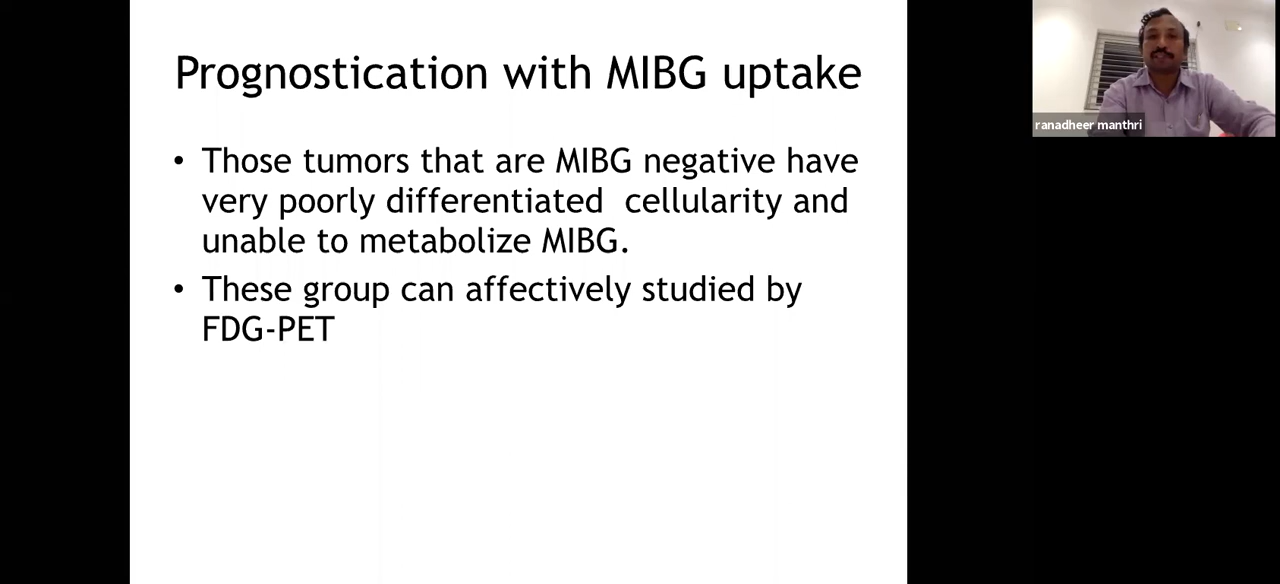 Prognostication with MIBG uptake
• Those tumors that are MIBG negative have
very poorly differentiated cellularity and
unable to metabolize MIBG.
• These group can affectively studied by
FDG-PET
ranadheer manthri